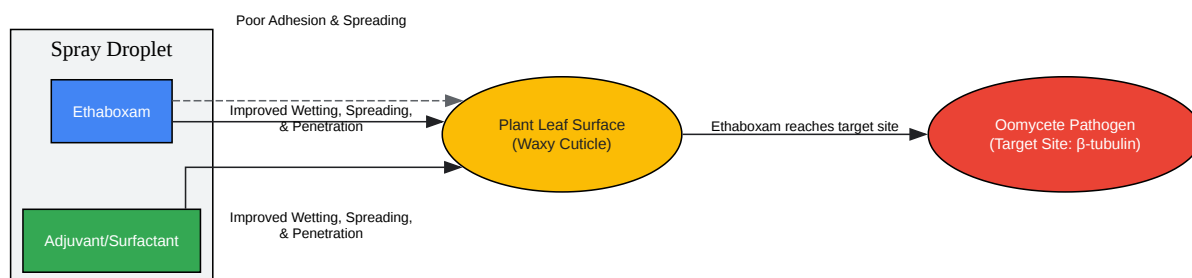 Poor Adhesion & Spreading
Spray Droplet
Ethaboxam
Improved Wetting, Spreading,
& Penetration
Plant Leaf Surface
(Waxy Cuticle)
Ethaboxam reaches target site
Oomycete Pathogen
(Target Site: β-tubulin)
Adjuvant/Surfactant
Improved Wetting, Spreading,
& Penetration